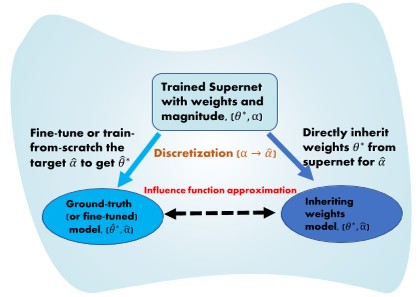 Trained Supernet
with weights and
magnitude, {θ*, α}
Fine-tune or train-
from-scratch the
target α̂ to get θ̂*
Discretization {α → α̂}
Directly inherit
weights θ* from
supernet for α̂
Influence function approximation
Ground-truth
(or fine-tuned)
model, {θ̂*, α̂}
Inheriting
weights
model, {θ*, α̂}